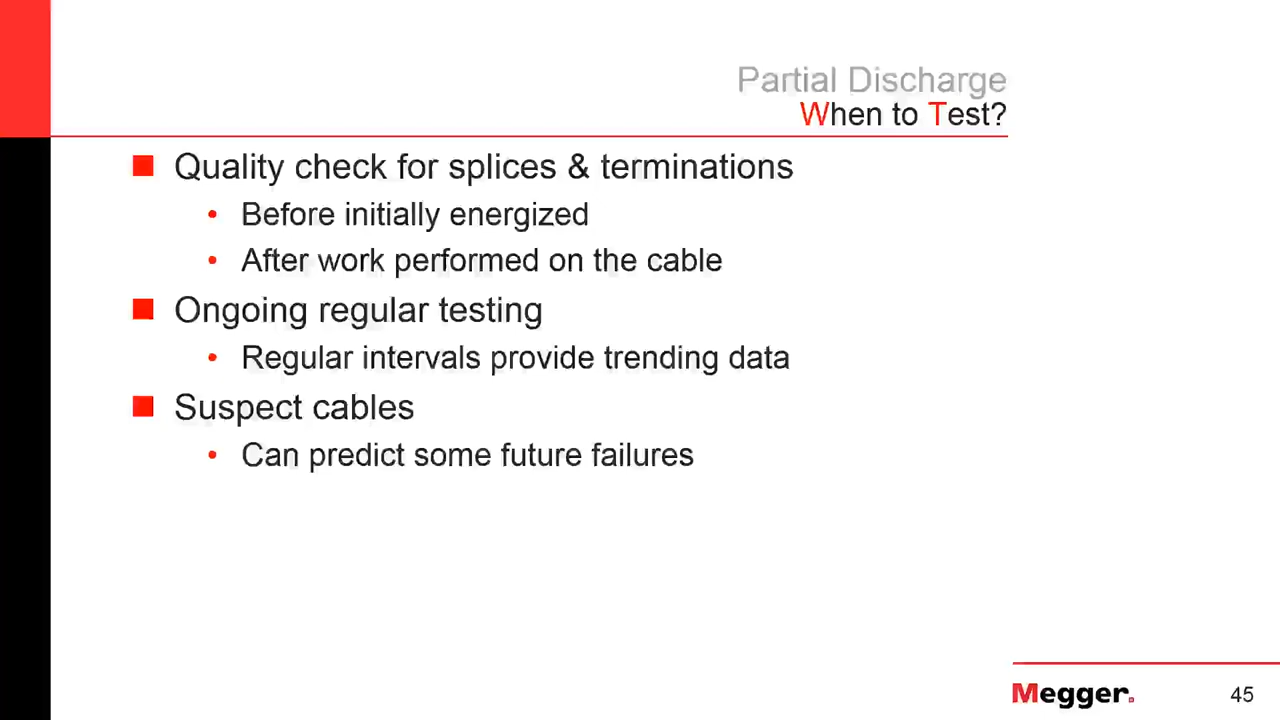 Partial Discharge
When to Test?
Quality check for splices & terminations
• Before initially energized
• After work performed on the cable
Ongoing regular testing
• Regular intervals provide trending data
Suspect cables
• Can predict some future failures
Megger.
45